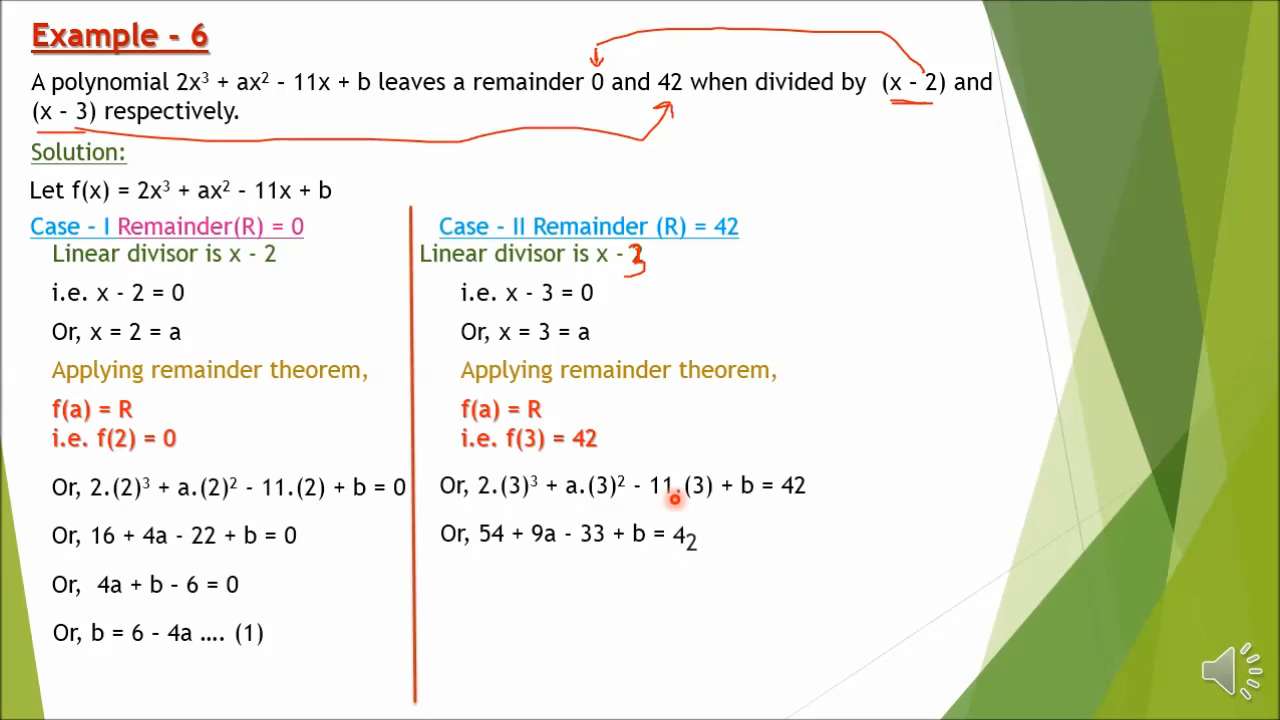 Example - 6
A polynomial 2x³ + ax² - 11x + b leaves a remainder 0 and 42 when divided by (x - 2) and
(x - 3) respectively.
Solution:
Let f(x) = 2x³ + ax² - 11x + b
Case - I Remainder(R) = 0
Linear divisor is x - 2
i.e. x - 2 = 0
Or, x = 2 = a
Applying remainder theorem,
f(a) = R
i.e. f(2) = 0
Or, 2.(2)³ + a.(2)² - 11.(2) + b = 0
Or, 16 + 4a - 22 + b = 0
Or, 4a + b – 6 = 0
Or, b = 6 – 4a …. (1)
Case - II Remainder (R) = 42
Linear divisor is x - 3
i.e. x - 3 = 0
Or, x = 3 = a
Applying remainder theorem,
f(a) = R
i.e. f(3) = 42
Or, 2.(3)³ + a.(3)² - 11.(3) + b = 42
Or, 54 + 9a - 33 + b = 42